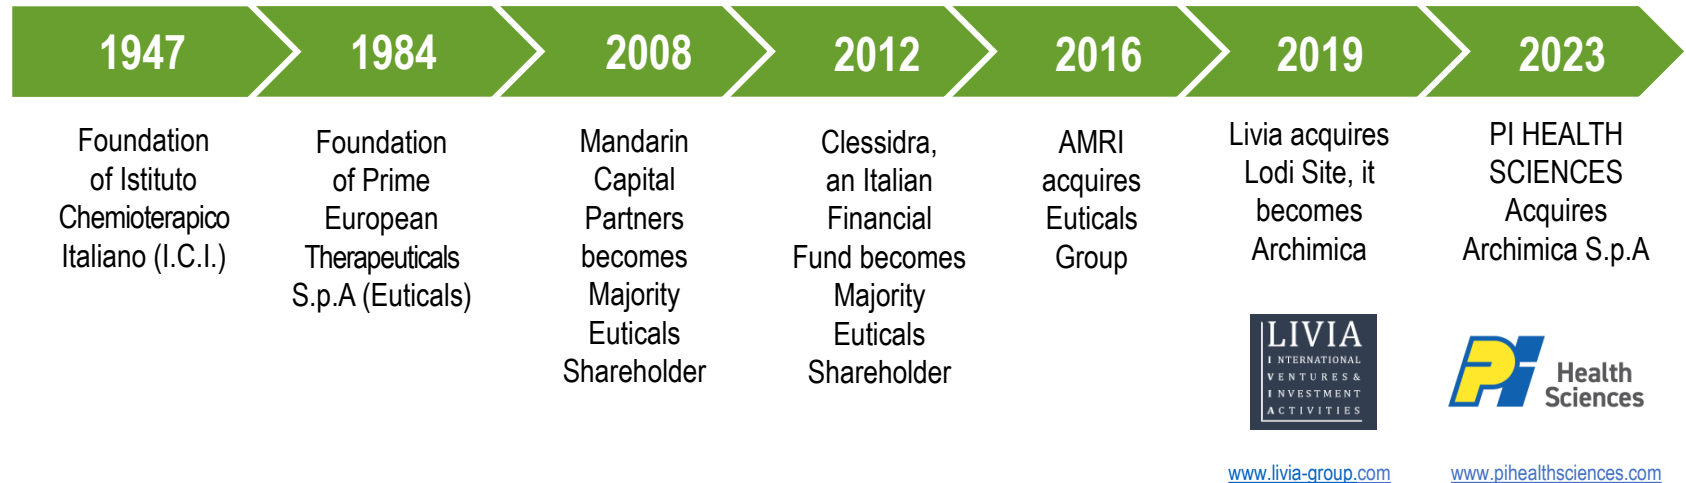 1947
1984
2008
2012
2016
2019
2023
Foundation
of Istituto
Chemioterapico
Italiano (I.C.I.)
Foundation
of Prime
European
Therapeuticals
S.p.A (Euticals)
Mandarin
Capital
Partners
becomes
Majority
Euticals
Shareholder
Clessidra,
an Italian
Financial
Fund becomes
Majority
Euticals
Shareholder
AMRI
acquires
Euticals
Group
Livia acquires
Lodi Site, it
becomes
Archimica
LIVIA
INTERNATIONAL
VENTURES &
INVESTMENT
ACTIVITIES
www.livia-group.com
PI HEALTH
SCIENCES
Acquires
Archimica S.p.A
Pi Health
Sciences
www.pihealthsciences.com